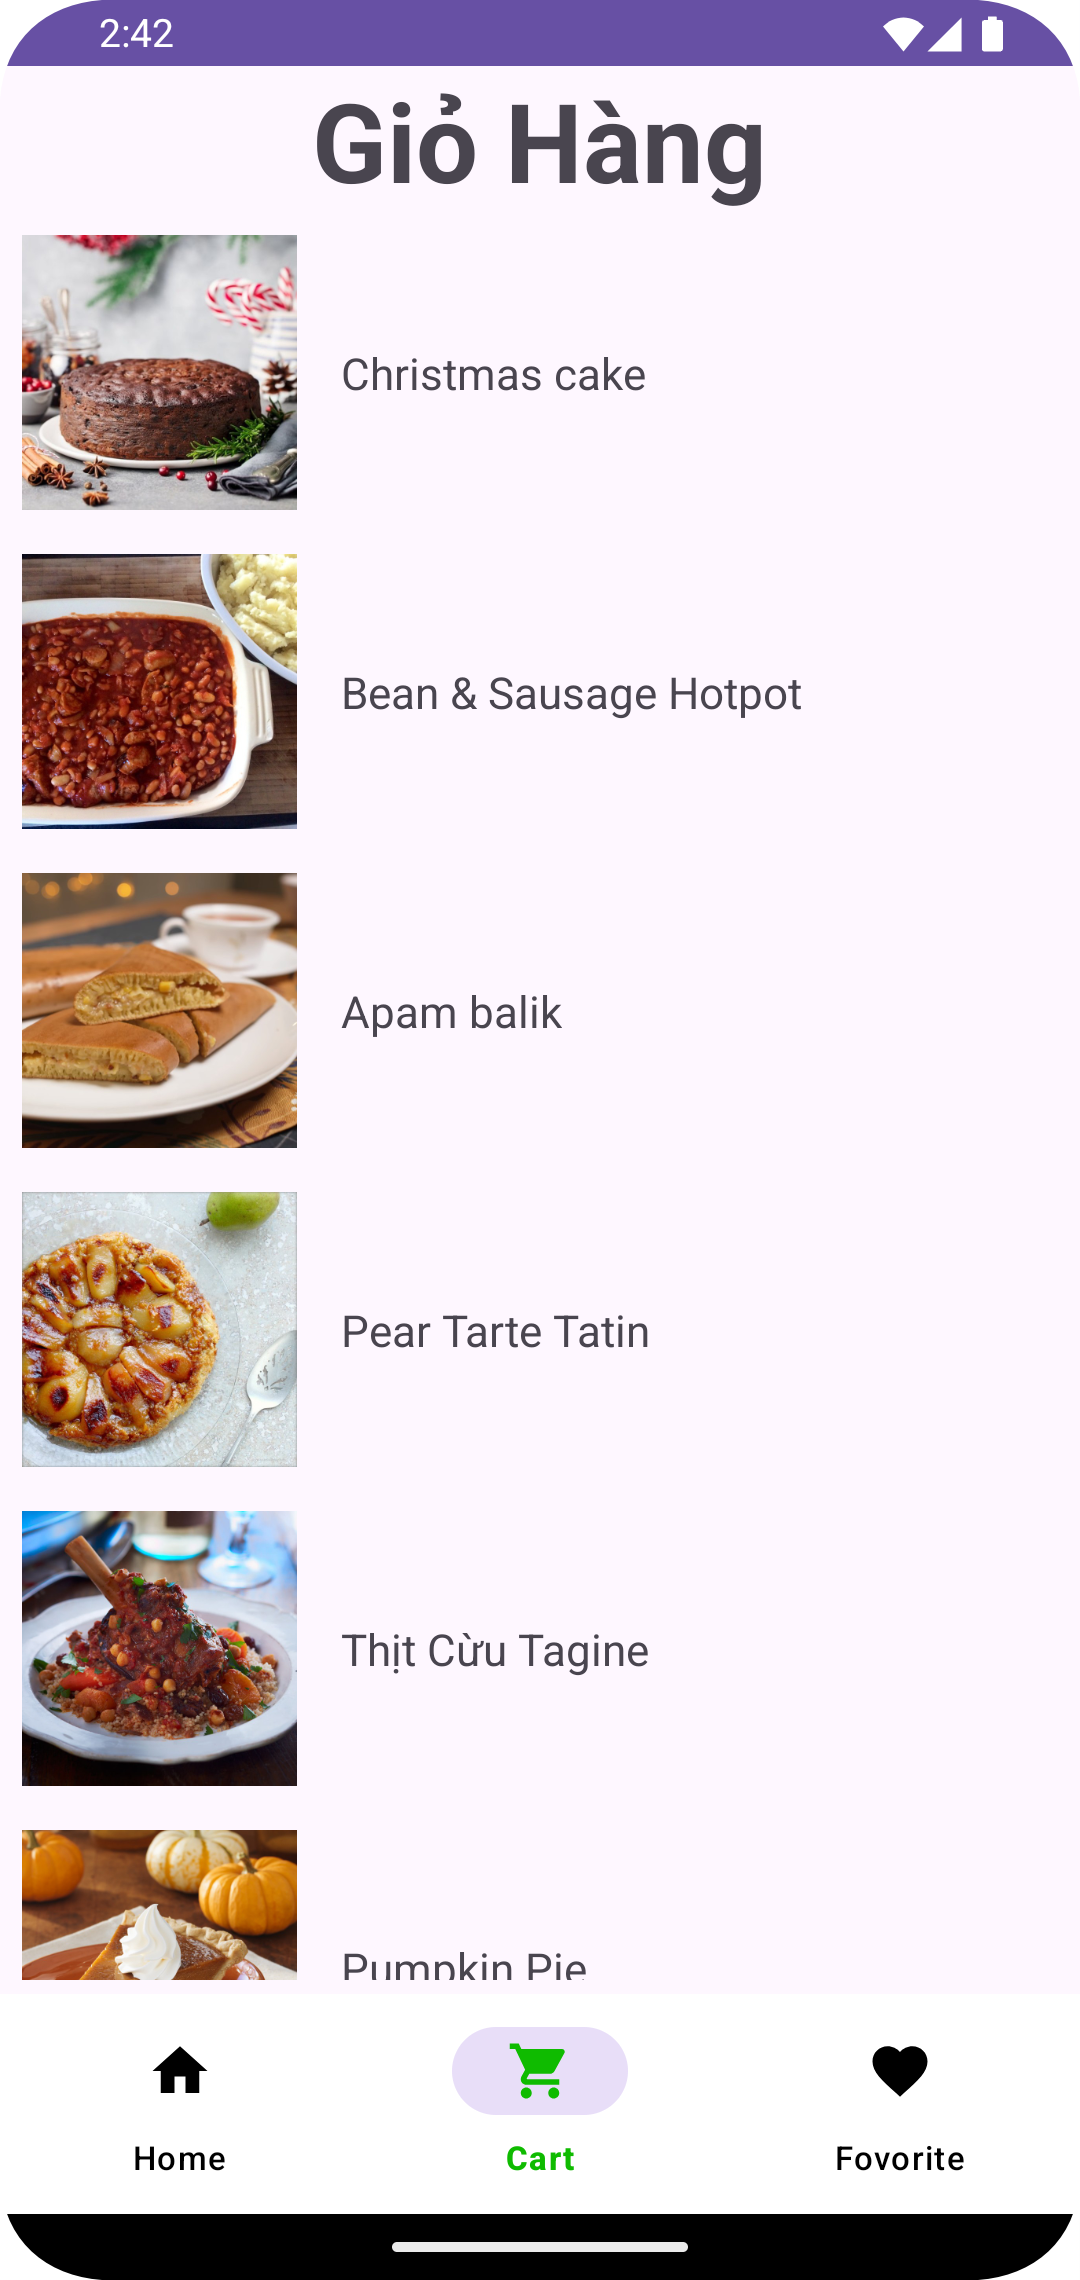 2:42
Giỏ Hàng
Christmas cake
Bean & Sausage Hotpot
Apam balik
Pear Tarte Tatin
Thịt Cừu Tagine
Pumpkin Pie
Home
Cart
Fovorite